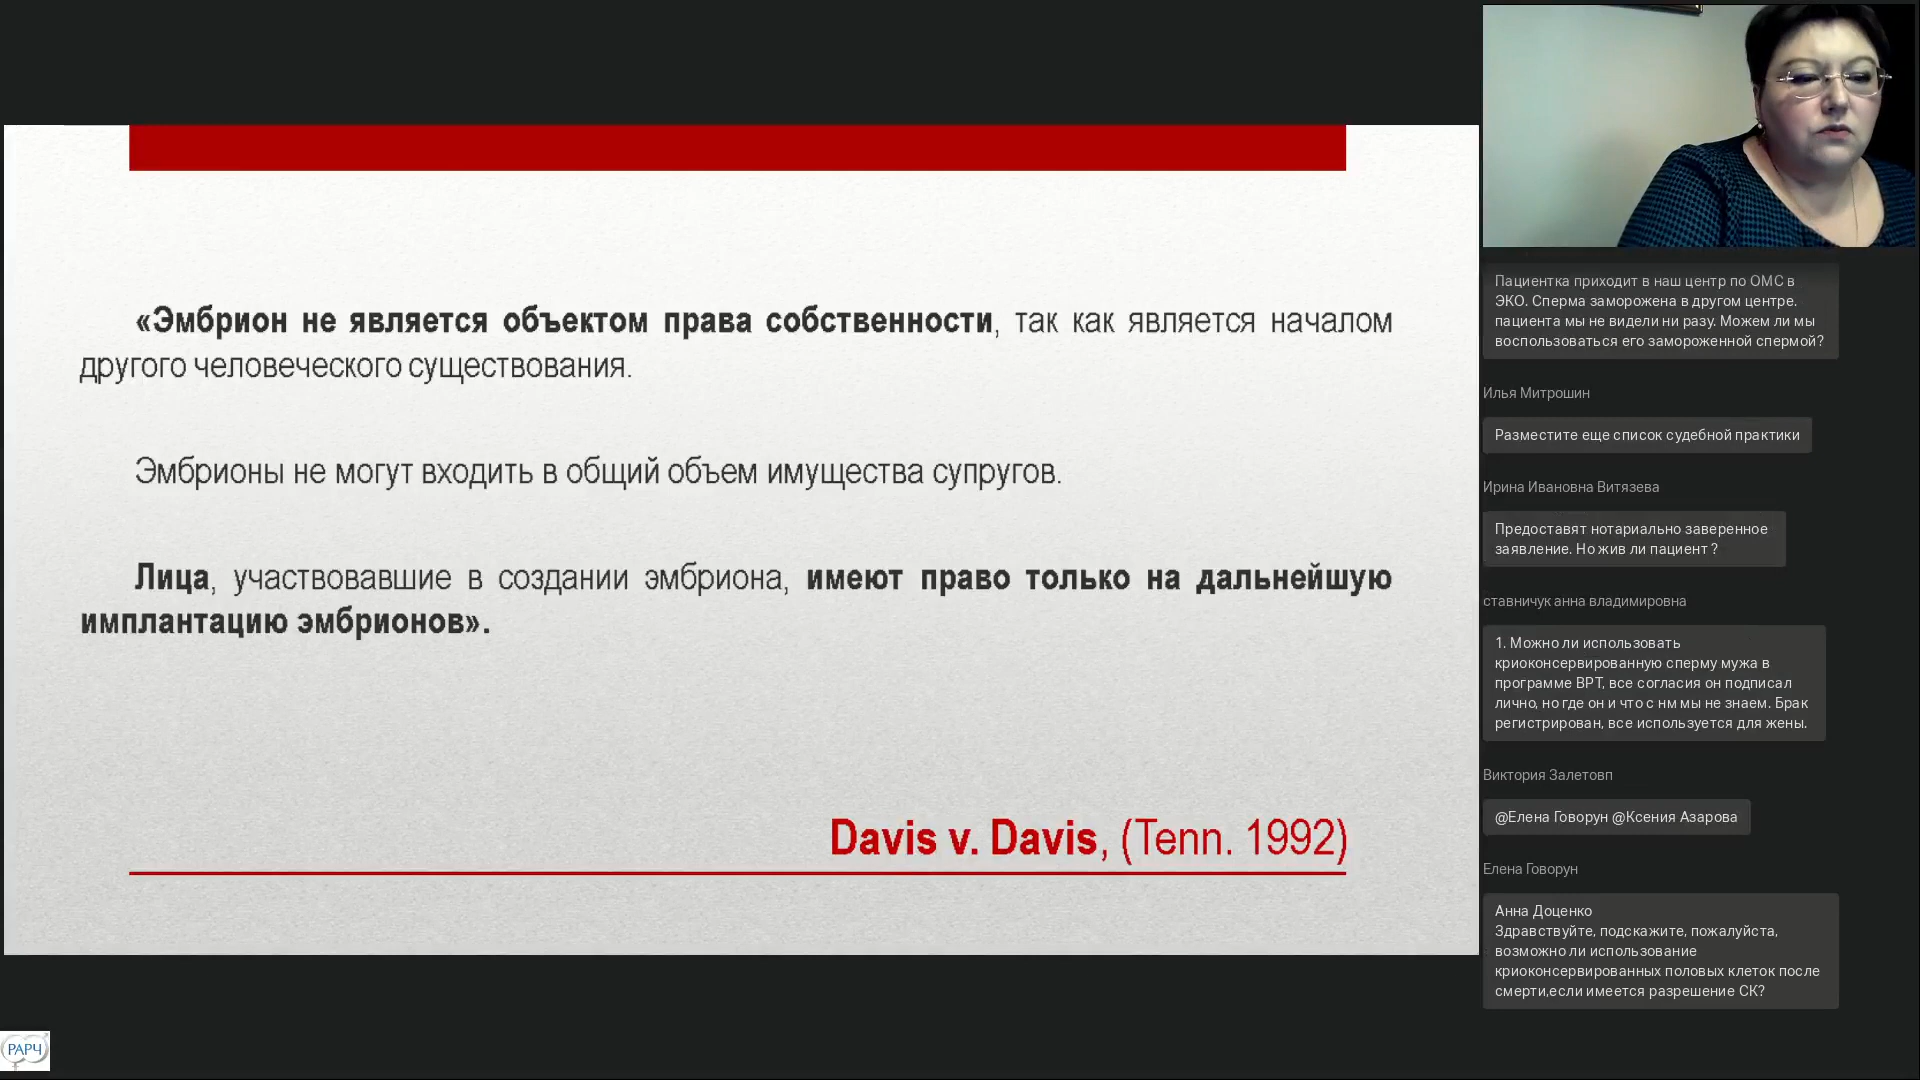 «Эмбрион не является объектом права собственности, так как является началом
другого человеческого существования.
Эмбрионы не могут входить в общий объем имущества супругов.
Лица, участвовавшие в создании эмбриона, имеют право только на дальнейшую
имплантацию эмбрионов».
Davis v. Davis, (Tenn. 1992)
РАРЧ
Пациентка приходит в наш центр по ОМС в
ЭКО. Сперма заморожена в другом центре.
пациента мы не видели ни разу. Можем ли мы
воспользоваться его замороженной спермой?
Илья Митрошин
Разместите еще список судебной практики
Ирина Ивановна Витязева
Предоставят нотариально заверенное
заявление. Но жив ли пациент ?
ставничук анна владимировна
1. Можно ли использовать
криоконсервированную сперму мужа в
программе ВРТ, все согласия он подписал
лично, но где он и что с нм мы не знаем. Брак
регистрирован, все используется для жены.
Виктория Залетовп
@Елена Говорун @Ксения Азарова
Елена Говорун
Анна Доценко
Здравствуйте, подскажите, пожалуйста,
возможно ли использование
криоконсервированных половых клеток после
смерти,если имеется разрешение СК?